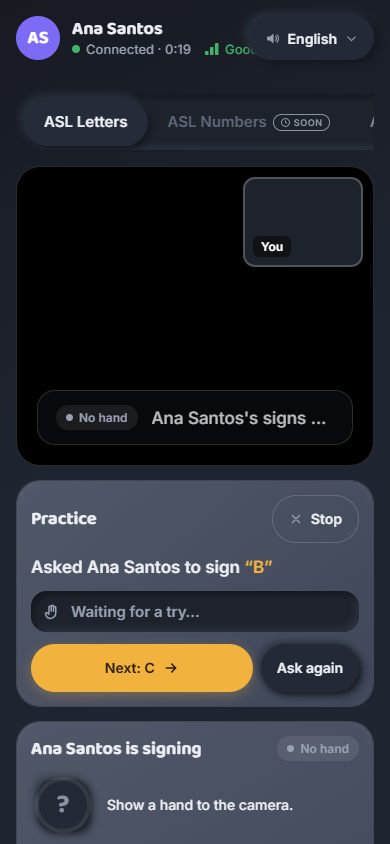 AS
Ana Santos
Connected · 0:19
English
ASL Letters
ASL Numbers
SOON
You
No hand
Ana Santos's signs ...
Practice
Stop
Asked Ana Santos to sign “B”
Waiting for a try...
Next: C →
Ask again
Ana Santos is signing
No hand
?
Show a hand to the camera.